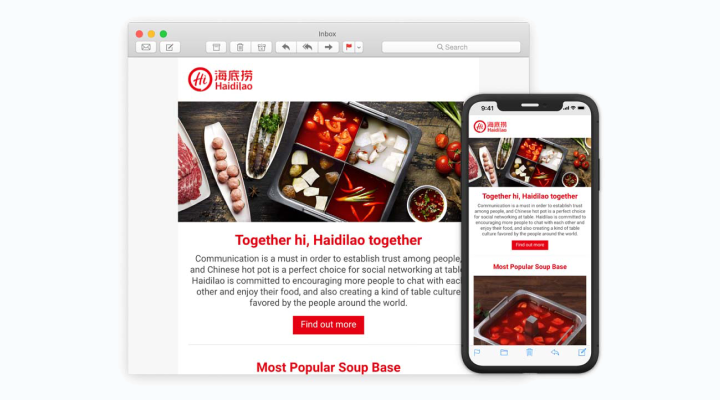 Inbox
Search
Hi
海底捞
Haidilao
Together hi, Haidilao together
Communication is a must in order to establish trust among people,
and Chinese hot pot is a perfect choice for social networking at table
Haidilao is committed to encouraging more people to chat with eac
other and enjoy their food, and also creating a kind of table culture
favored by the people around the world.
Find out more
Most Popular Soup Base
9:41
Hi
海底捞
Haidilao
Together hi, Haidilao together
Communication is a must in order to establish trust
among people, and Chinese hot pot is a perfect choice
for social networking at table. Haidilao is committed to
encouraging more people to chat with each other and
enjoy their food, and also creating a kind of table
culture favored by the people around the world.
Find out more
Most Popular Soup Base